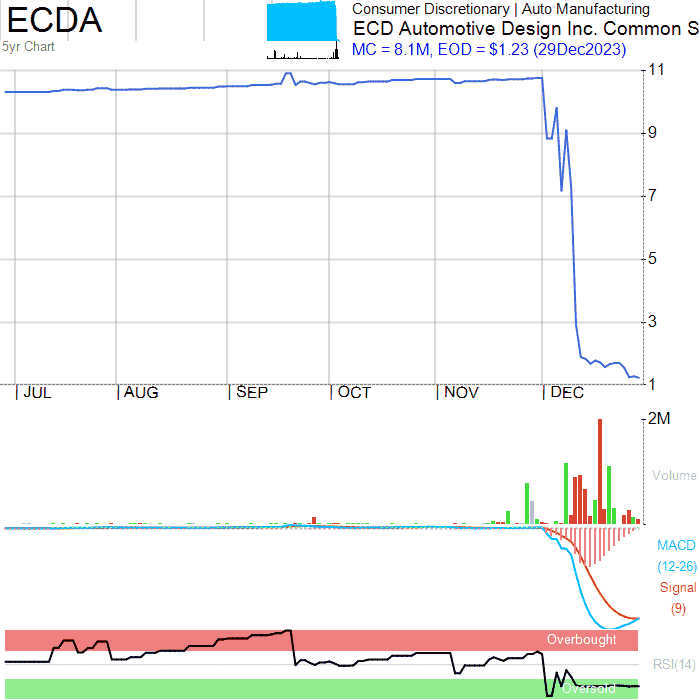 ECDA
5yr Chart
Consumer Discretionary | Auto Manufacturing
ECD Automotive Design Inc. Common S
MC = 8.1M, EOD = $1.23 (29Dec2023)
11
9
7
5
3
1
JUL AUG SEP OCT NOV DEC
2M
Volume
MACD
(12-26)
Signal
(9)
Overbought
RSI(14)
Oversold